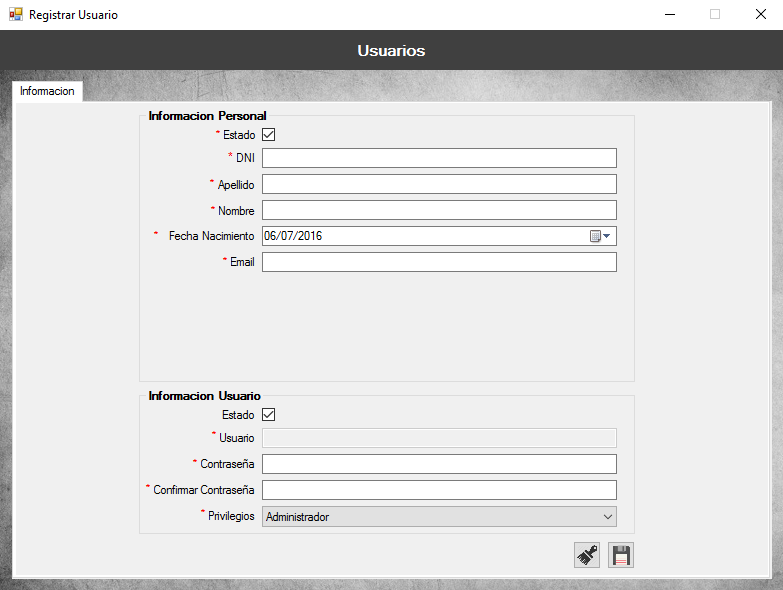 Registrar Usuario
Usuarios
Informacion
Informacion Personal
* Estado
* DNI
* Apellido
* Nombre
* Fecha Nacimiento 06/07/2016
* Email
Informacion Usuario
Estado
* Usuario
* Contraseña
* Confirmar Contraseña
* Privilegios Administrador